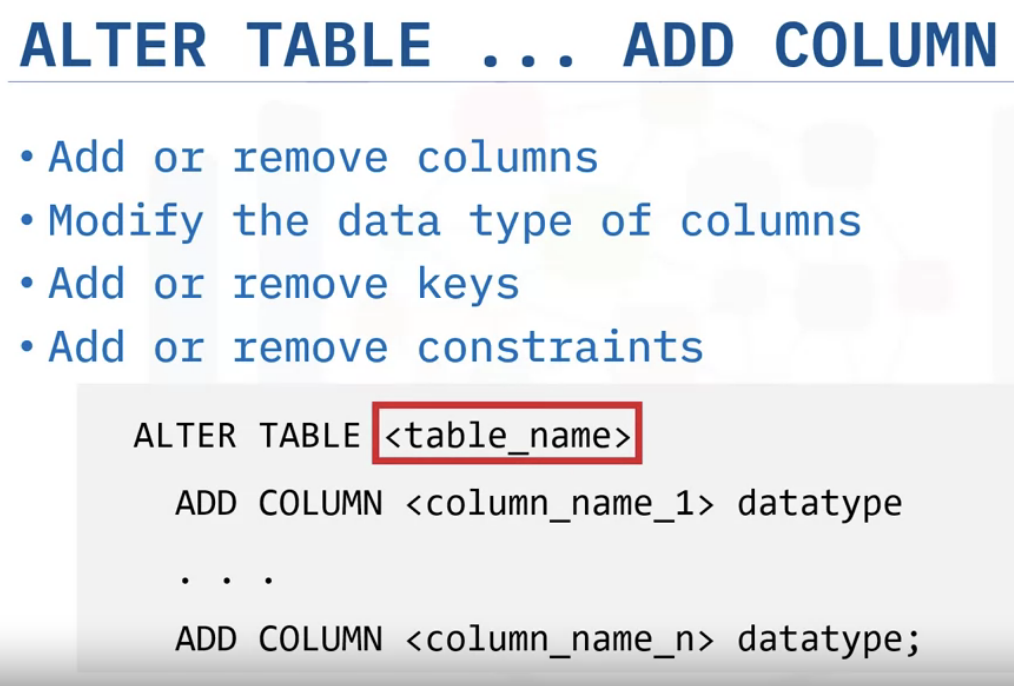 ALTER TABLE ... ADD COLUMN
• Add or remove columns
• Modify the data type of columns
• Add or remove keys
• Add or remove constraints
ALTER TABLE <table_name>
ADD COLUMN <column_name_1> datatype
. . .
ADD COLUMN <column_name_n> datatype;